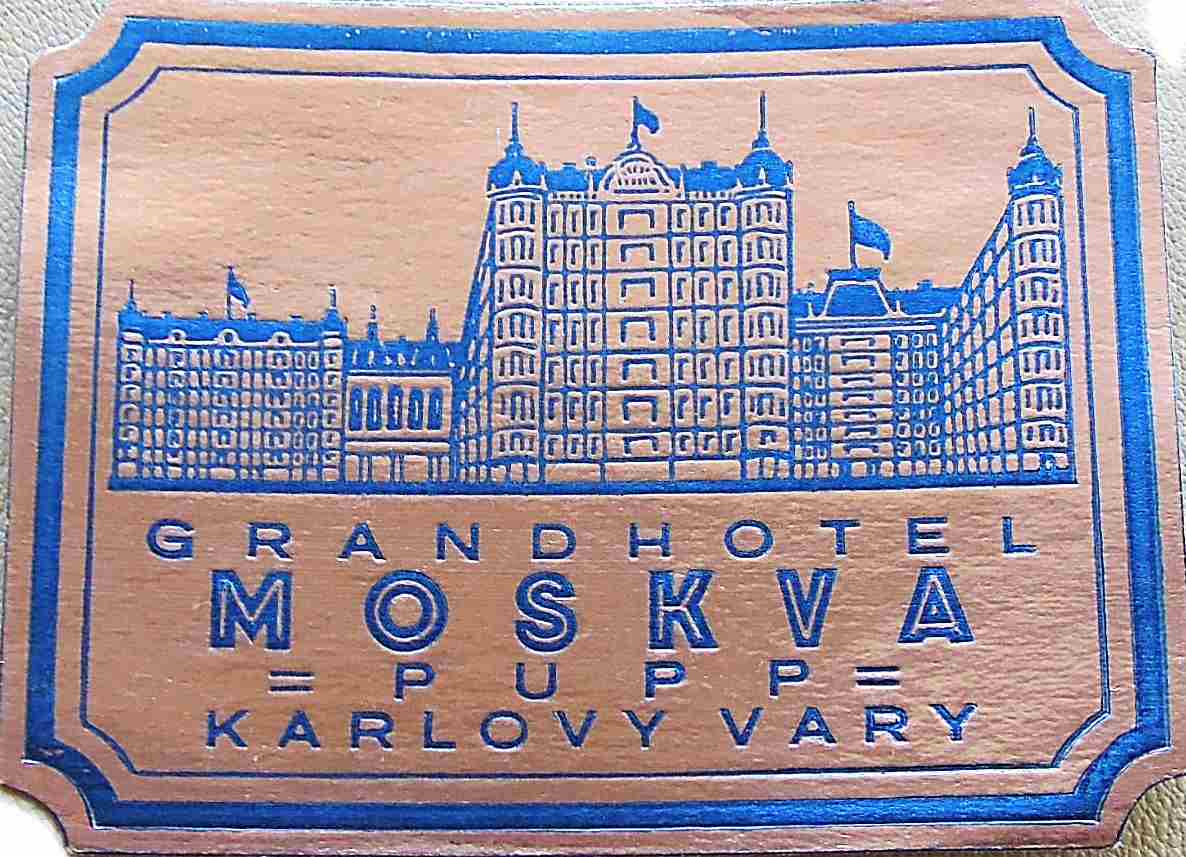 GRANDHOTEL
MOSKVA
=PUPP=
KARLOVY VARY